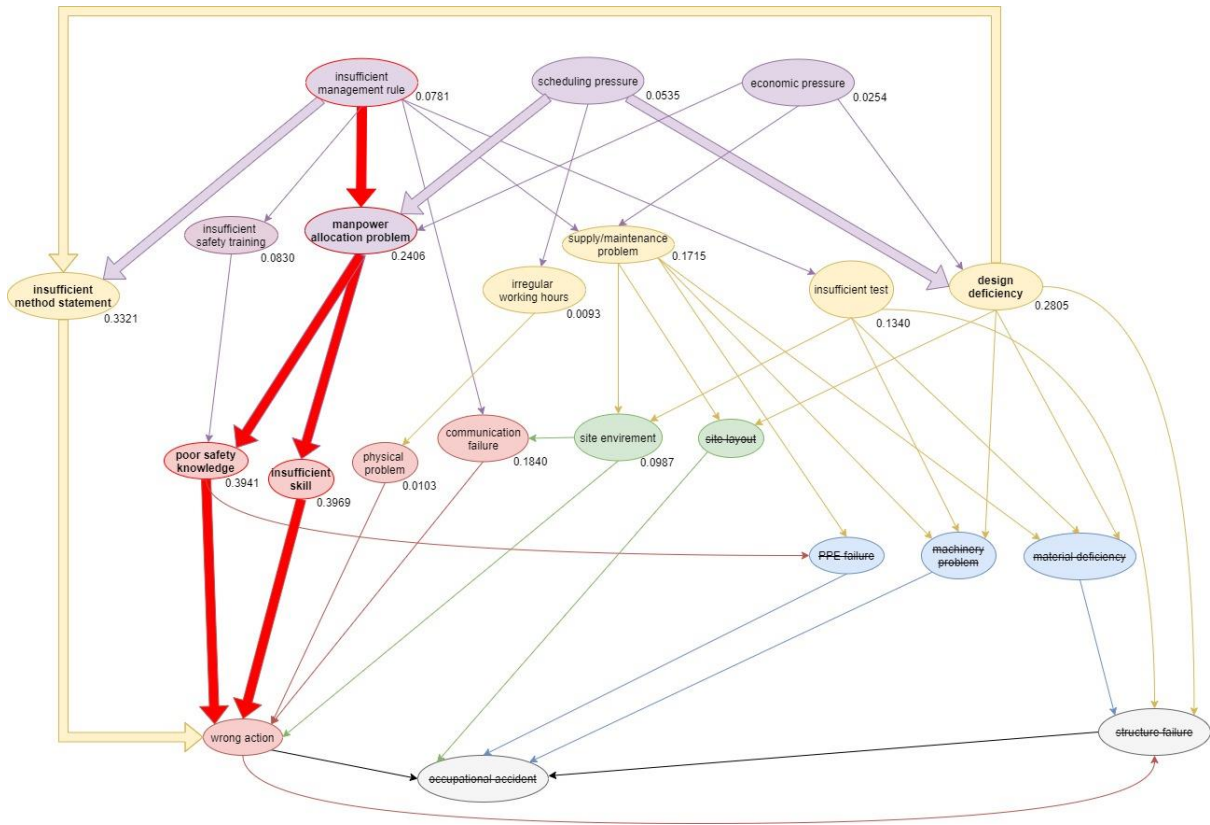 insufficient
management rule
0.0781
scheduling pressure
0.0535
economic pressure
0.0254
insufficient
safety training
0.0830
manpower
allocation problem
0.2406
supply/maintenance
problem
0.1715
insufficient
method statement
0.3321
irregular
working hours
0.0093
insufficient test
0.1340
design
deficiency
0.2805
poor safety
knowledge
0.3941
insufficient
skill
0.3969
physical
problem
0.0103
communication
failure
0.1840
site envirement
0.0987
site layout
PPE failure
machinery
problem
material deficiency
wrong action
occupational accident
structure failure